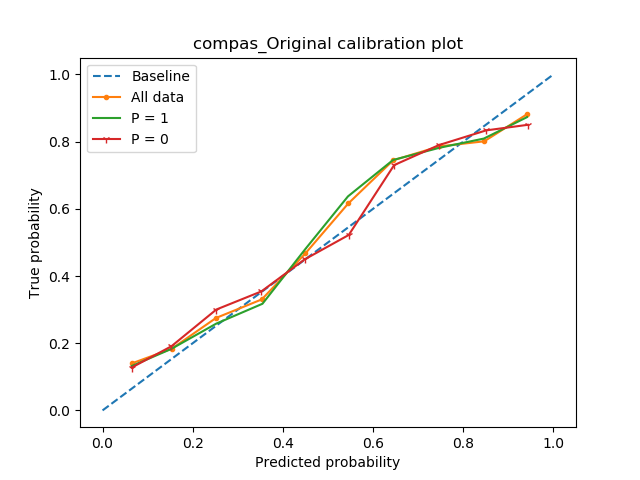 compas_Original calibration plot
Baseline
All data
P = 1
P = 0
True probability
1.0
0.8
0.6
0.4
0.2
0.0
0.0 0.2 0.4 0.6 0.8 1.0
Predicted probability